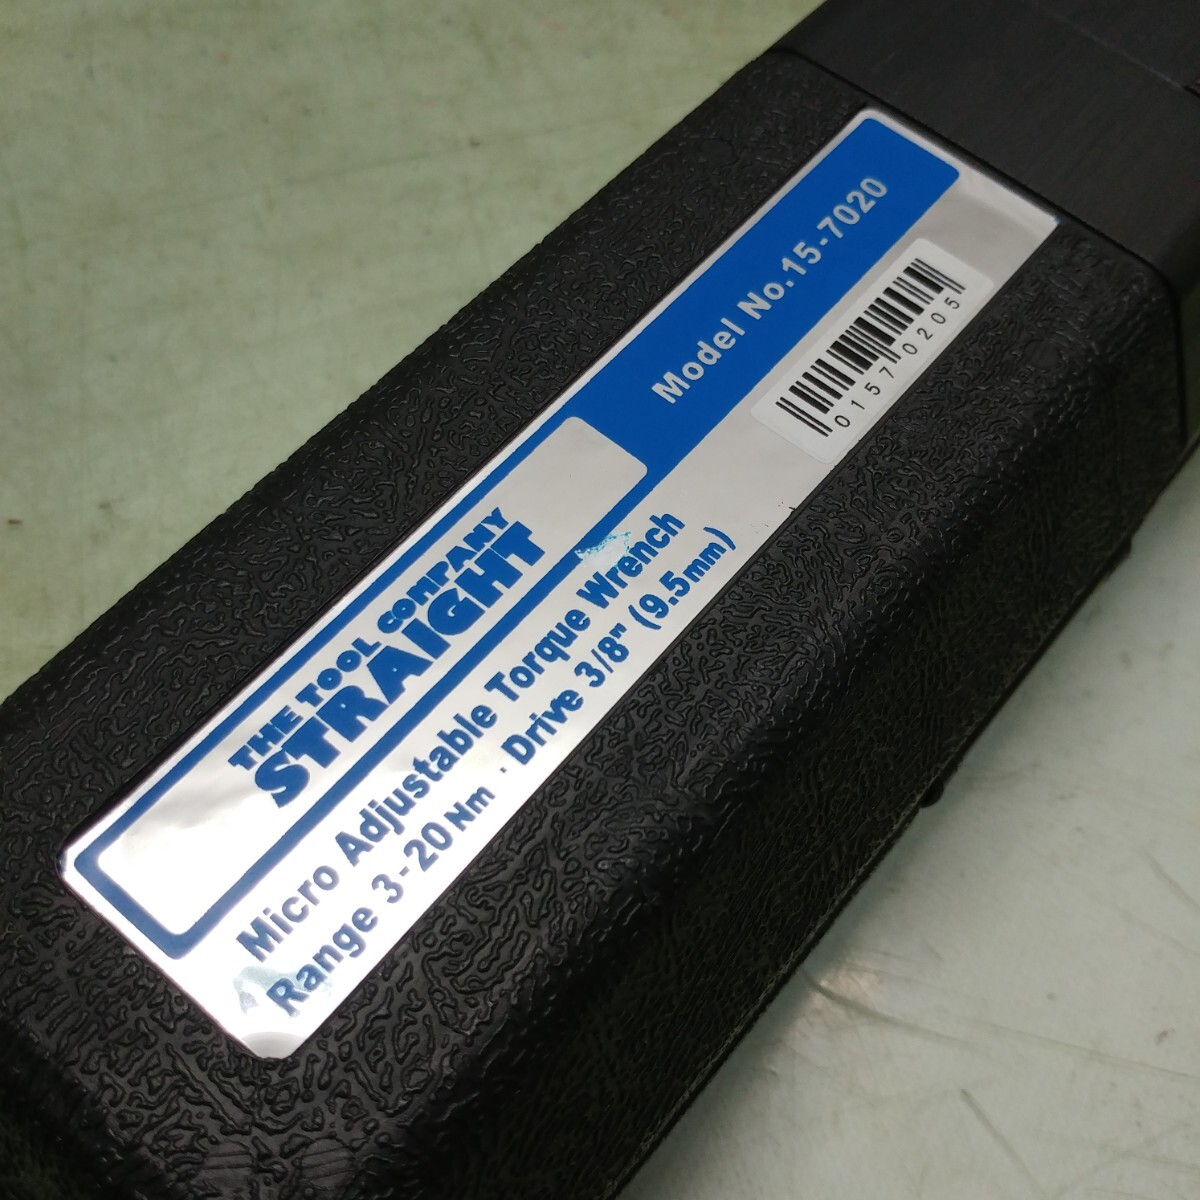 THE TOOL COMPANY
STRAIGHT
Model No.15-7020
01570205
Micro Adjustable Torque Wrench
Range 3-20 Nm · Drive 3/8" (9.5mm)